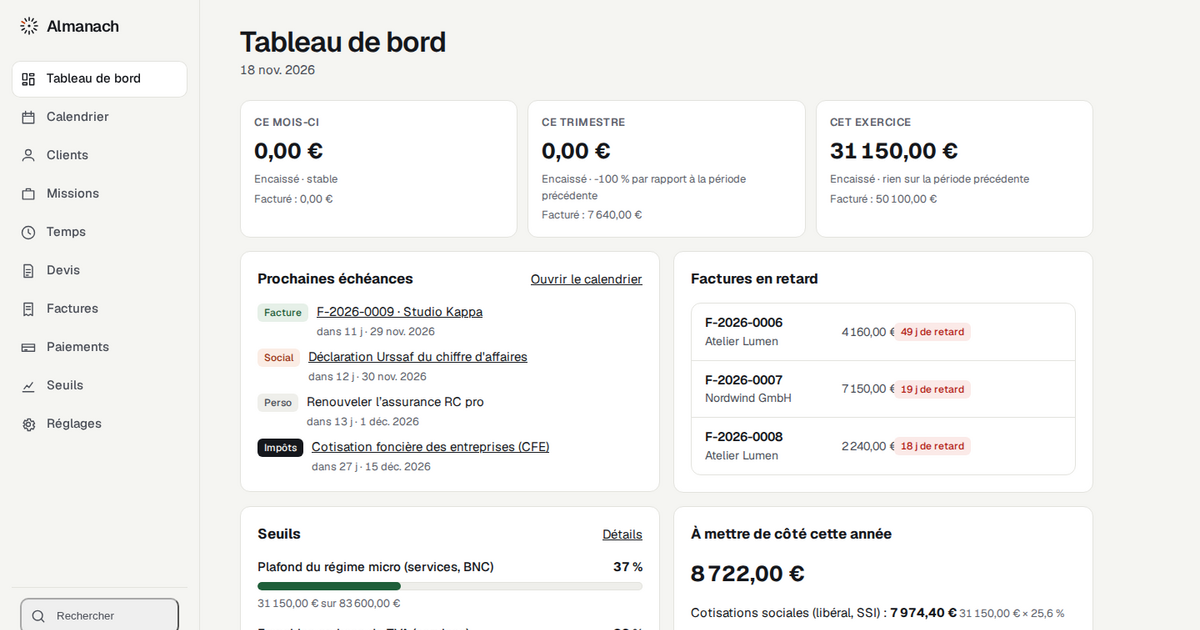 Almanach
Tableau de bord
Calendrier
Clients
Missions
Temps
Devis
Factures
Paiements
Seuils
Réglages
Rechercher
Tableau de bord
18 nov. 2026
CE MOIS-CI
0,00 €
Encaissé · stable
Facturé : 0,00 €
CE TRIMESTRE
0,00 €
Encaissé · -100 % par rapport à la période
précédente
Facturé : 7 640,00 €
CET EXERCICE
31 150,00 €
Encaissé · rien sur la période précédente
Facturé : 50 100,00 €
Prochaines échéances
Ouvrir le calendrier
Facture F-2026-0009 · Studio Kappa
dans 11 j · 29 nov. 2026
Social Déclaration Urssaf du chiffre d'affaires
dans 12 j · 30 nov. 2026
Perso Renouveler l'assurance RC pro
dans 13 j · 1 déc. 2026
Impôts Cotisation foncière des entreprises (CFE)
dans 27 j · 15 déc. 2026
Factures en retard
F-2026-0006
Atelier Lumen
4 160,00 € 49 j de retard
F-2026-0007
Nordwind GmbH
7 150,00 € 19 j de retard
F-2026-0008
Atelier Lumen
2 240,00 € 18 j de retard
Seuils
Détails
Plafond du régime micro (services, BNC) 37 %
31 150,00 € sur 83 600,00 €
À mettre de côté cette année
8 722,00 €
Cotisations sociales (libéral, SSI) : 7 974,40 € 31 150,00 € × 25,6 %